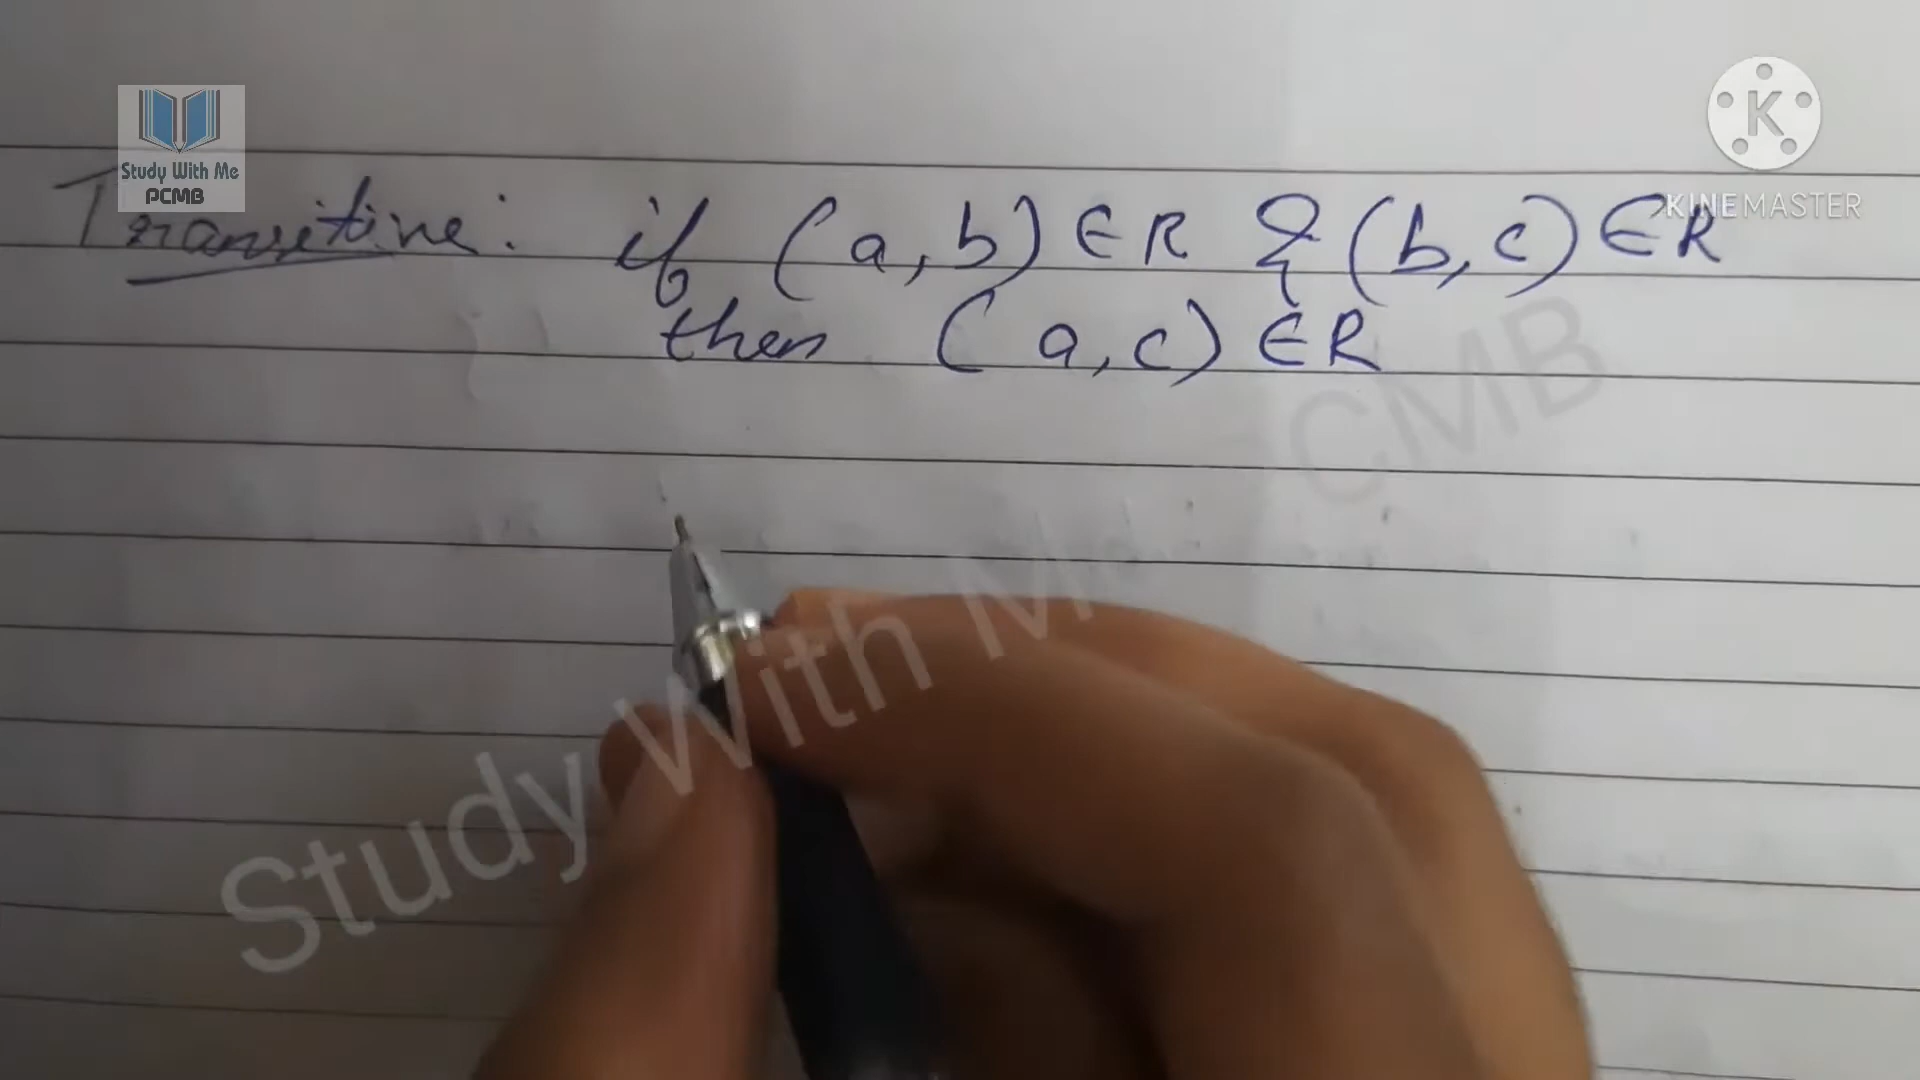 Study With Me
PCMB
KINEMASTER
Transitive: if (a, b) ∈ R & (b, c) ∈ R
then (a, c) ∈ R
Study With Me PCMB